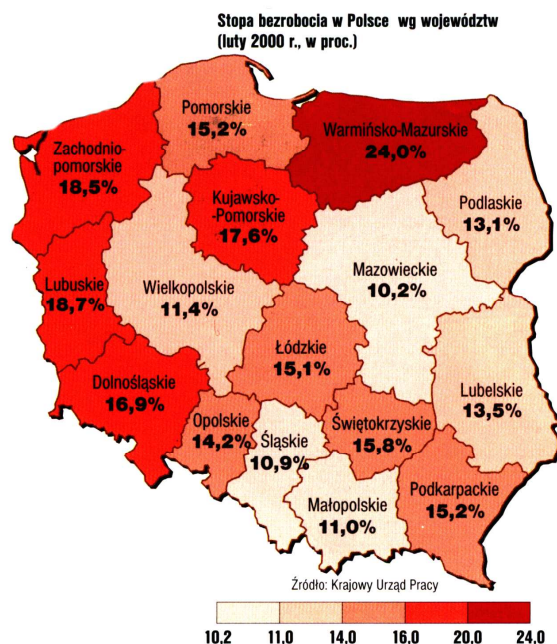 Stopa bezrobocia w Polsce wg województw
(luty 2000 r., w proc.)
Pomorskie
15,2%
Warmińsko-Mazurskie
24,0%
Zachodnio-
pomorskie
18,5%
Kujawsko-
-Pomorskie
17,6%
Podlaskie
13,1%
Mazowieckie
10,2%
Lubuskie
18,7%
Wielkopolskie
11,4%
Łódzkie
15,1%
Dolnośląskie
16,9%
Lubelskie
13,5%
Opolskie
14,2%
Śląskie
10,9%
Świętokrzyskie
15,8%
Małopolskie
11,0%
Podkarpackie
15,2%
Źródło: Krajowy Urząd Pracy
10,2 11,0 14,0 16,0 20,0 24,0